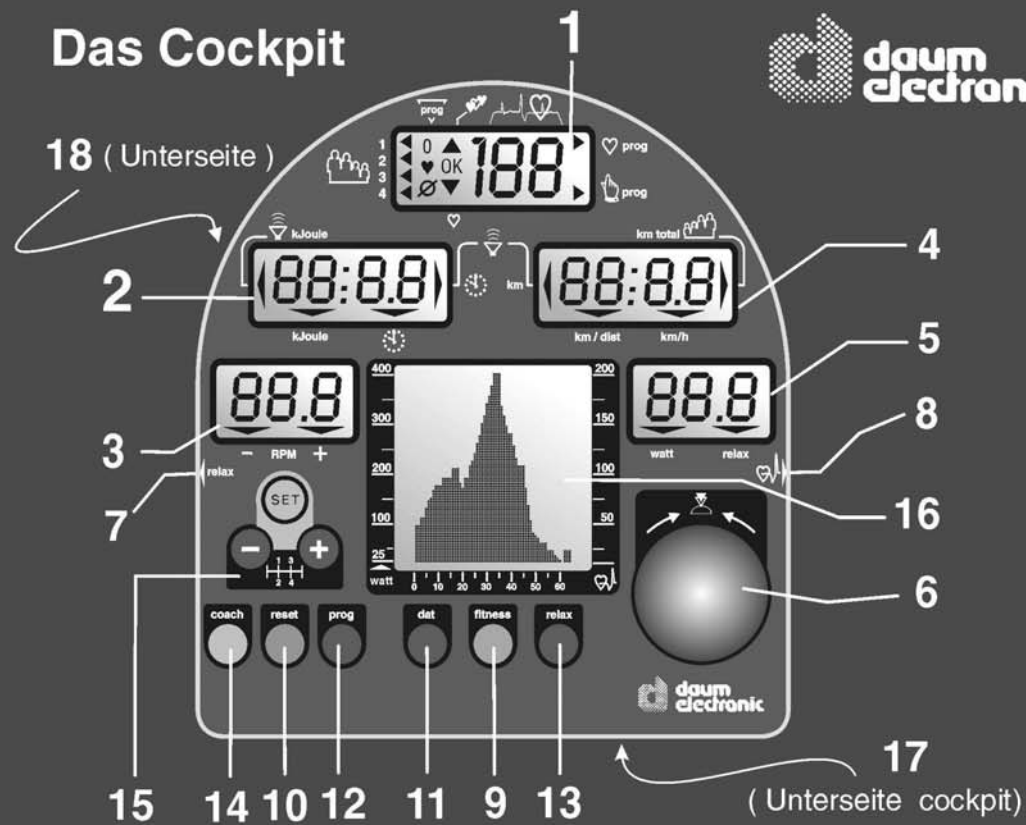 Das Cockpit
1
daum
electron
18 ( Unterseite )
prog
1
2
3
4
0
OK
188
prog
prog
kJoule
km total
4
2
88:8.8
km
88:8.8
kJoule
km / dist
km/h
5
88.8
400
300
200
100
25
200
150
100
50
88.8
3
− RPM +
watt
relax
8
7
relax
SET
− +
1 3
2 4
watt
0 10 20 30 40 50 60
16
6
coach
reset
prog
dat
fitness
relax
daum
electronic
15
14
10
12
11
9
13
17
( Unterseite cockpit)